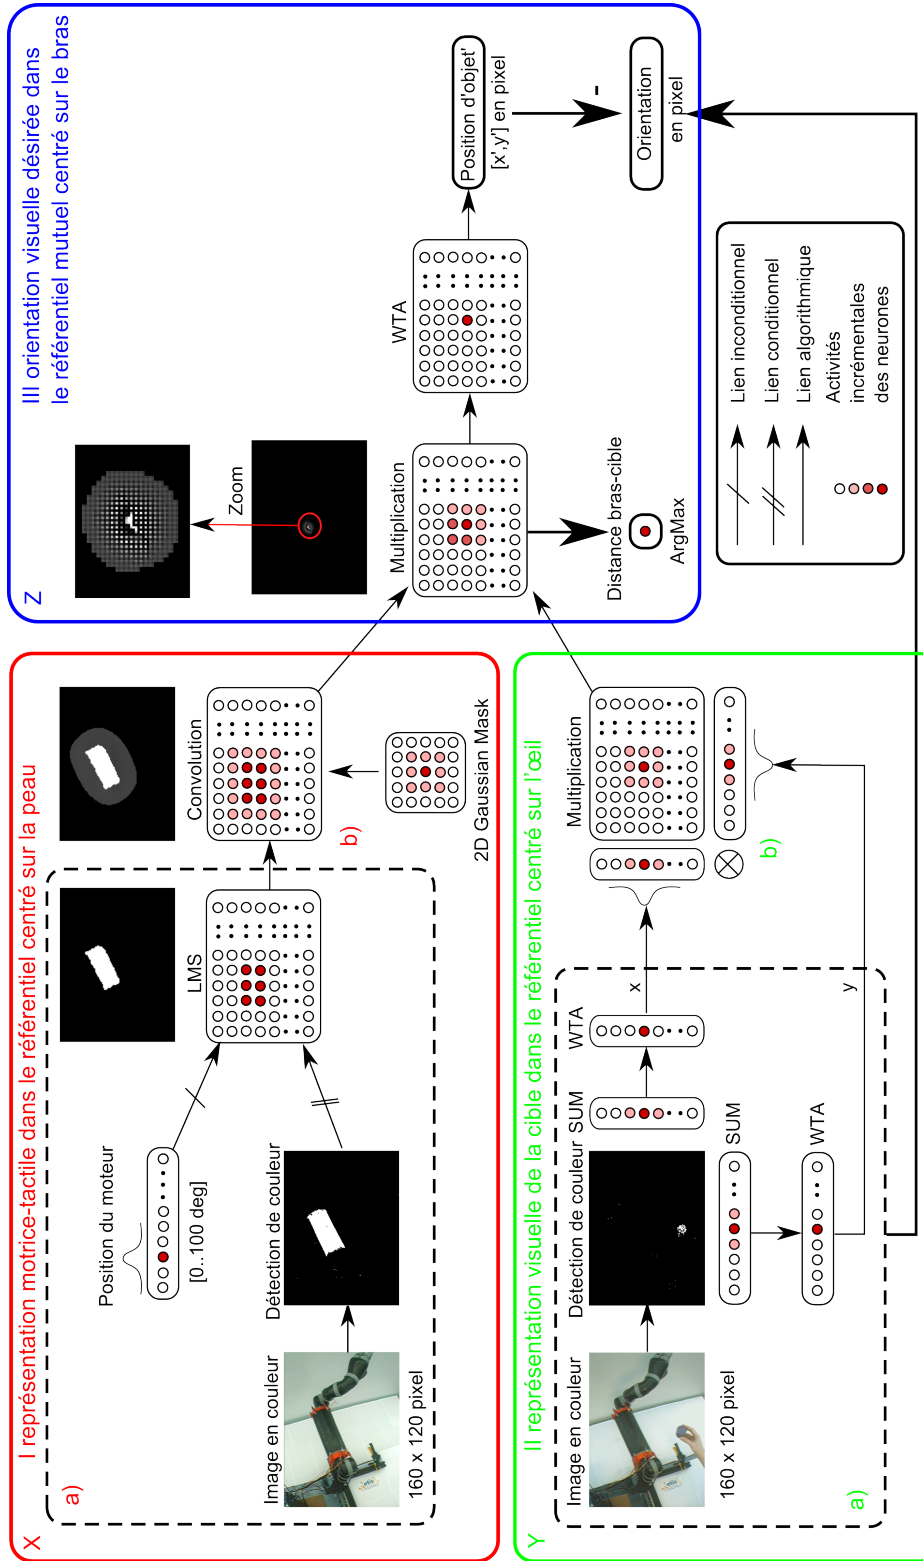 X
I représentation motrice-tactile dans le référentiel centré sur la peau
a)
Position du moteur
[0..100 deg]
Image en couleur
160 x 120 pixel
Détection de couleur
LMS
Convolution
b)
2D Gaussian Mask
Y
II représentation visuelle de la cible dans le référentiel centré sur l'œil
a)
Image en couleur
160 x 120 pixel
Détection de couleur
SUM
WTA
x
SUM
WTA
y
Multiplication
b)
Z
III orientation visuelle désirée dans
le référentiel mutuel centré sur le bras
Zoom
Multiplication
Distance bras-cible
ArgMax
WTA
Position d'objet'
[x',y'] en pixel
-
Orientation
en pixel
Lien inconditionnel
Lien conditionnel
Lien algorithmique
Activités
incrémentales
des neurones